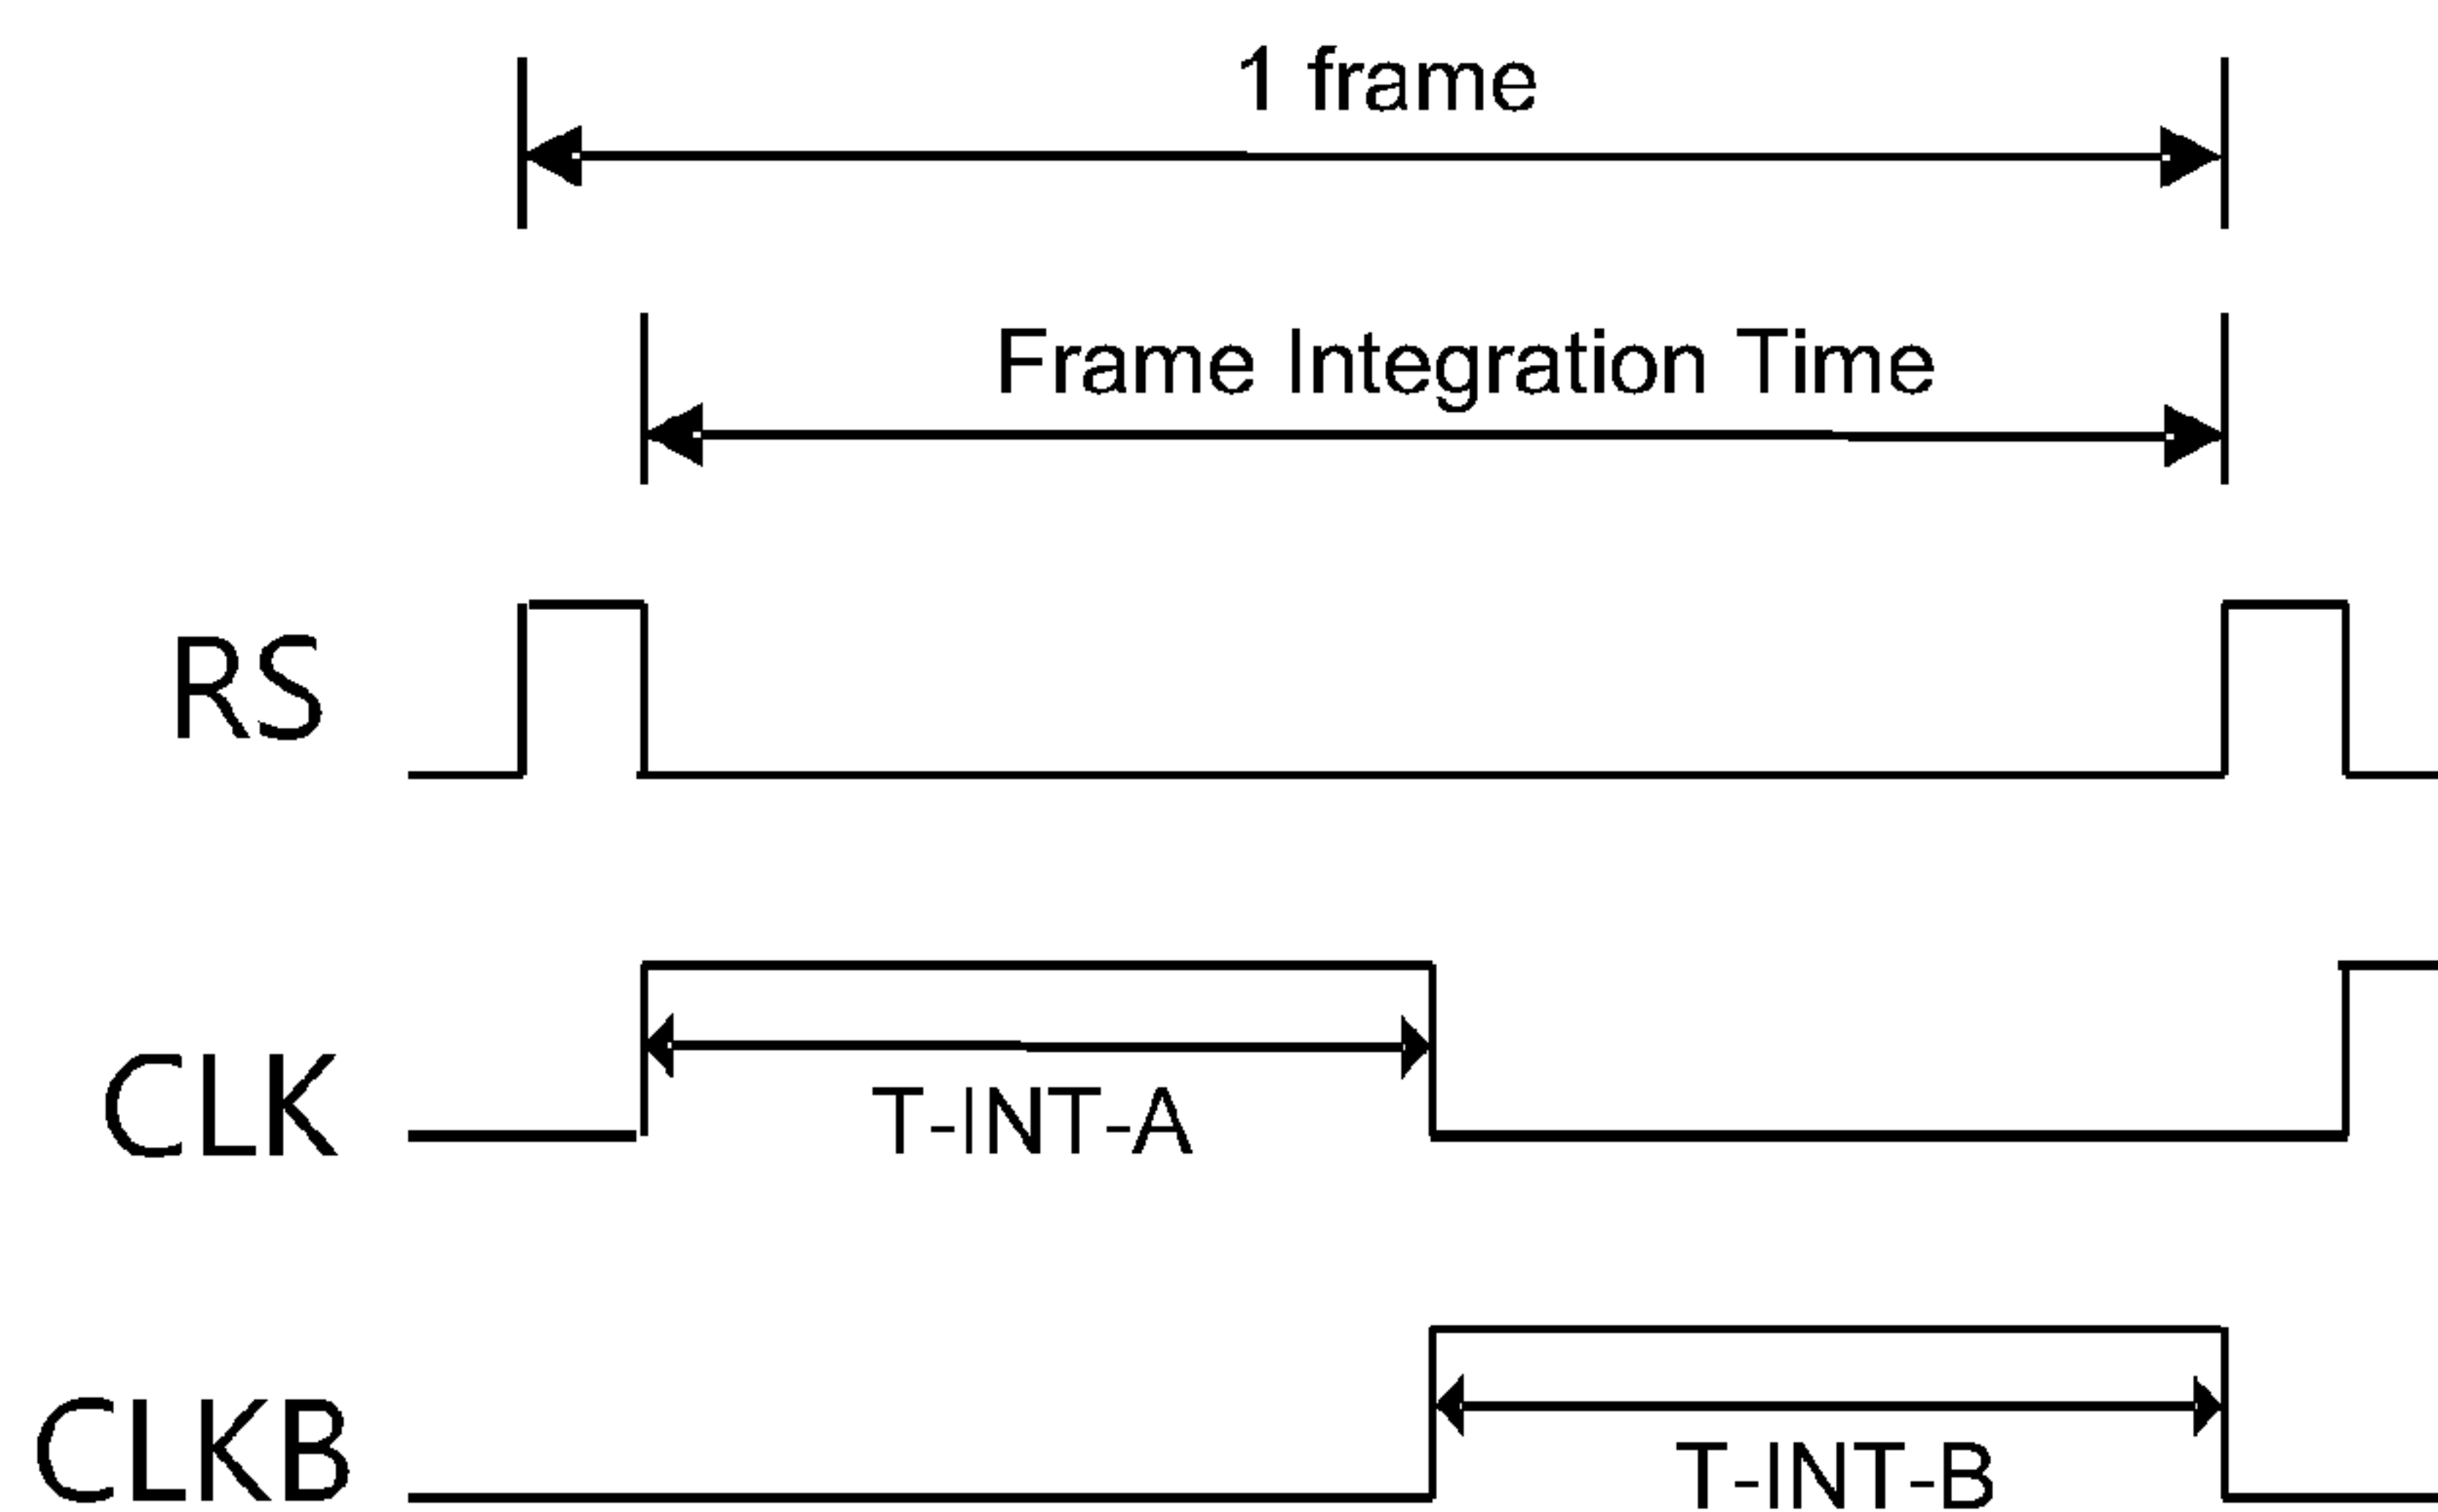 1 frame
Frame Integration Time
RS
CLK
T-INT-A
CLKB
T-INT-B